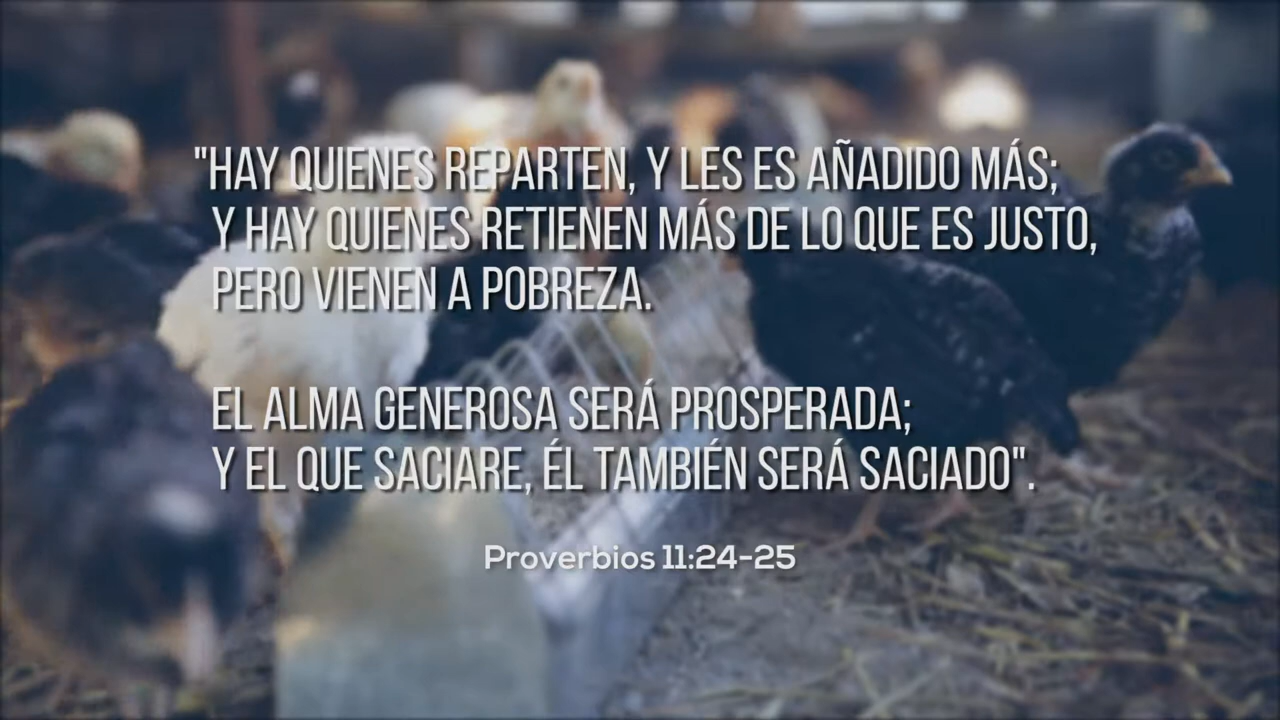 "HAY QUIENES REPARTEN, Y LES ES AÑADIDO MÁS;
Y HAY QUIENES RETIENEN MÁS DE LO QUE ES JUSTO,
PERO VIENEN A POBREZA.
EL ALMA GENEROSA SERÁ PROSPERADA;
Y EL QUE SACIARE, ÉL TAMBIÉN SERÁ SACIADO".
Proverbios 11:24-25